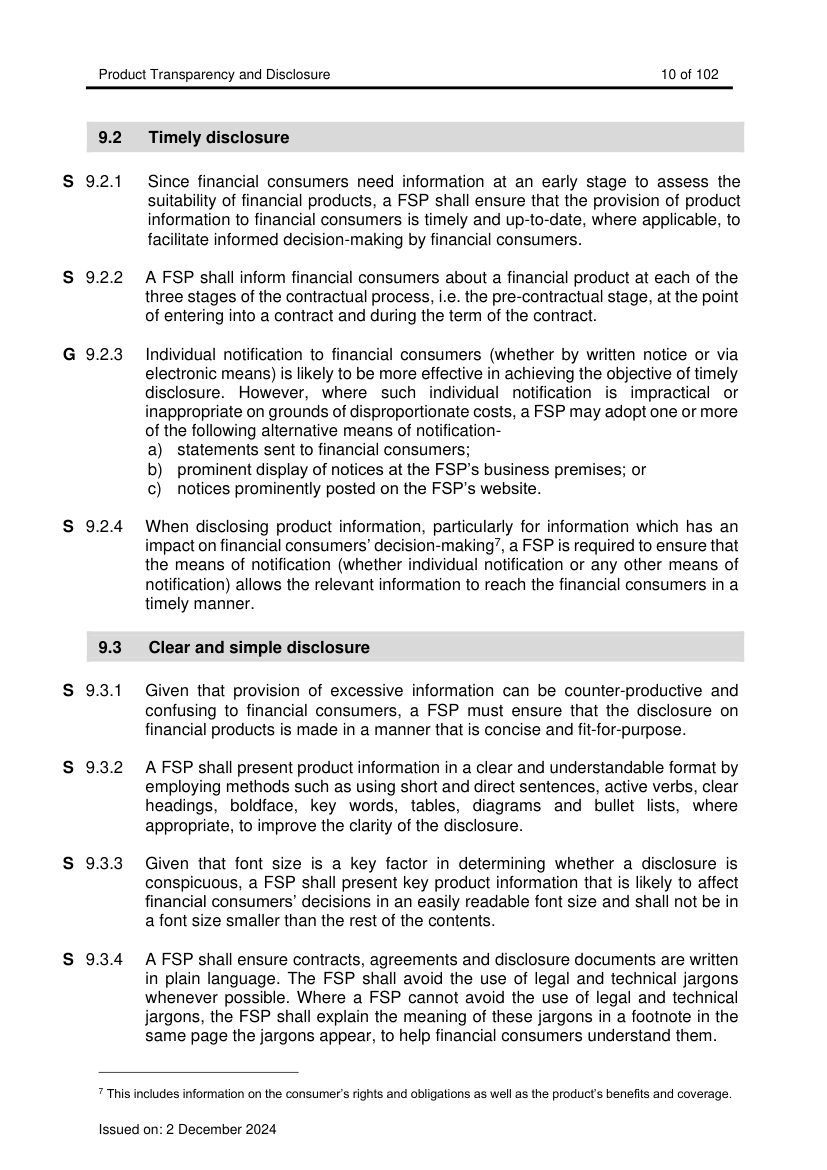 Product Transparency and Disclosure 10 of 102
9.2 Timely disclosure
S 9.2.1 Since financial consumers need information at an early stage to assess the
suitability of financial products, a FSP shall ensure that the provision of product
information to financial consumers is timely and up-to-date, where applicable, to
facilitate informed decision-making by financial consumers.
S 9.2.2 A FSP shall inform financial consumers about a financial product at each of the
three stages of the contractual process, i.e. the pre-contractual stage, at the point
of entering into a contract and during the term of the contract.
G 9.2.3 Individual notification to financial consumers (whether by written notice or via
electronic means) is likely to be more effective in achieving the objective of timely
disclosure. However, where such individual notification is impractical or
inappropriate on grounds of disproportionate costs, a FSP may adopt one or more
of the following alternative means of notification-
a) statements sent to financial consumers;
b) prominent display of notices at the FSP's business premises; or
c) notices prominently posted on the FSP's website.
S 9.2.4 When disclosing product information, particularly for information which has an
impact on financial consumers' decision-making⁷, a FSP is required to ensure that
the means of notification (whether individual notification or any other means of
notification) allows the relevant information to reach the financial consumers in a
timely manner.
9.3 Clear and simple disclosure
S 9.3.1 Given that provision of excessive information can be counter-productive and
confusing to financial consumers, a FSP must ensure that the disclosure on
financial products is made in a manner that is concise and fit-for-purpose.
S 9.3.2 A FSP shall present product information in a clear and understandable format by
employing methods such as using short and direct sentences, active verbs, clear
headings, boldface, key words, tables, diagrams and bullet lists, where
appropriate, to improve the clarity of the disclosure.
S 9.3.3 Given that font size is a key factor in determining whether a disclosure is
conspicuous, a FSP shall present key product information that is likely to affect
financial consumers' decisions in an easily readable font size and shall not be in
a font size smaller than the rest of the contents.
S 9.3.4 A FSP shall ensure contracts, agreements and disclosure documents are written
in plain language. The FSP shall avoid the use of legal and technical jargons
whenever possible. Where a FSP cannot avoid the use of legal and technical
jargons, the FSP shall explain the meaning of these jargons in a footnote in the
same page the jargons appear, to help financial consumers understand them.
⁷ This includes information on the consumer's rights and obligations as well as the product's benefits and coverage.
Issued on: 2 December 2024